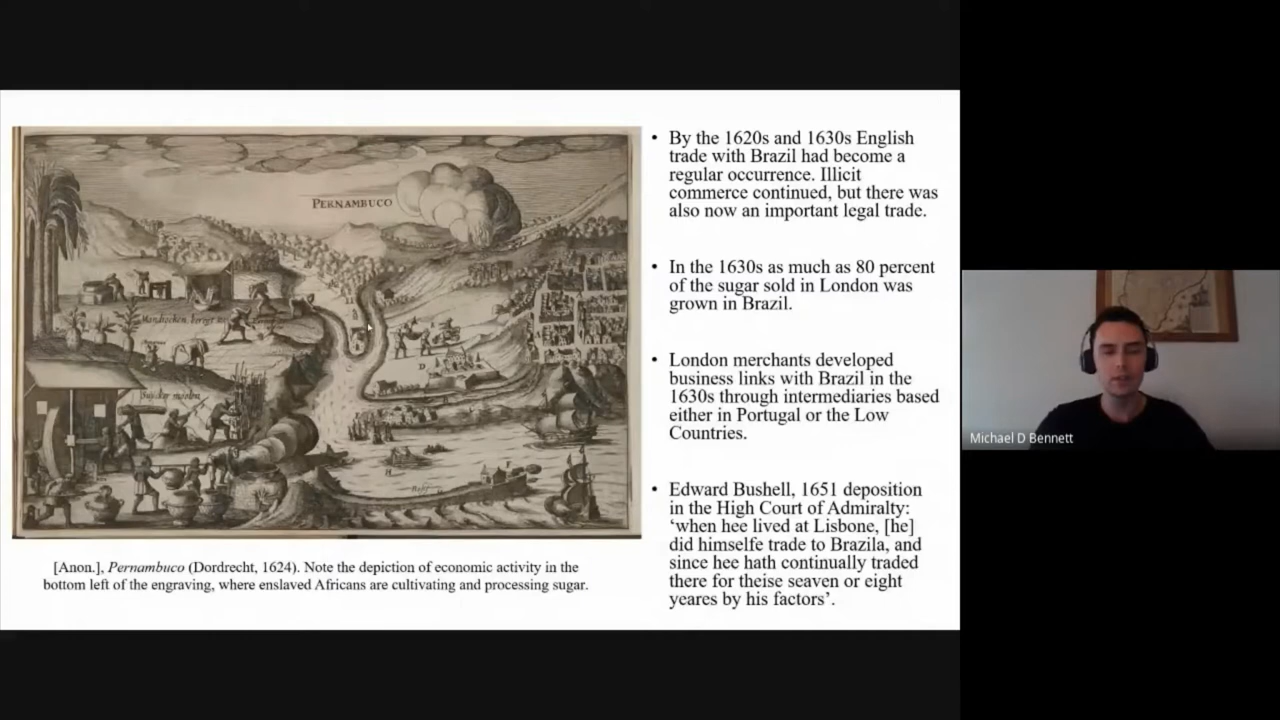 PERNAMBUCO
• By the 1620s and 1630s English
trade with Brazil had become a
regular occurrence. Illicit
commerce continued, but there was
also now an important legal trade.
• In the 1630s as much as 80 percent
of the sugar sold in London was
grown in Brazil.
• London merchants developed
business links with Brazil in the
1630s through intermediaries based
either in Portugal or the Low
Countries.
• Edward Bushell, 1651 deposition
in the High Court of Admiralty:
‘when hee lived at Lisbone, [he]
did himselfe trade to Brazila, and
since hee hath continually traded
there for theise seaven or eight
yeares by his factors’.
[Anon.], Pernambuco (Dordrecht, 1624). Note the depiction of economic activity in the
bottom left of the engraving, where enslaved Africans are cultivating and processing sugar.
Michael D Bennett